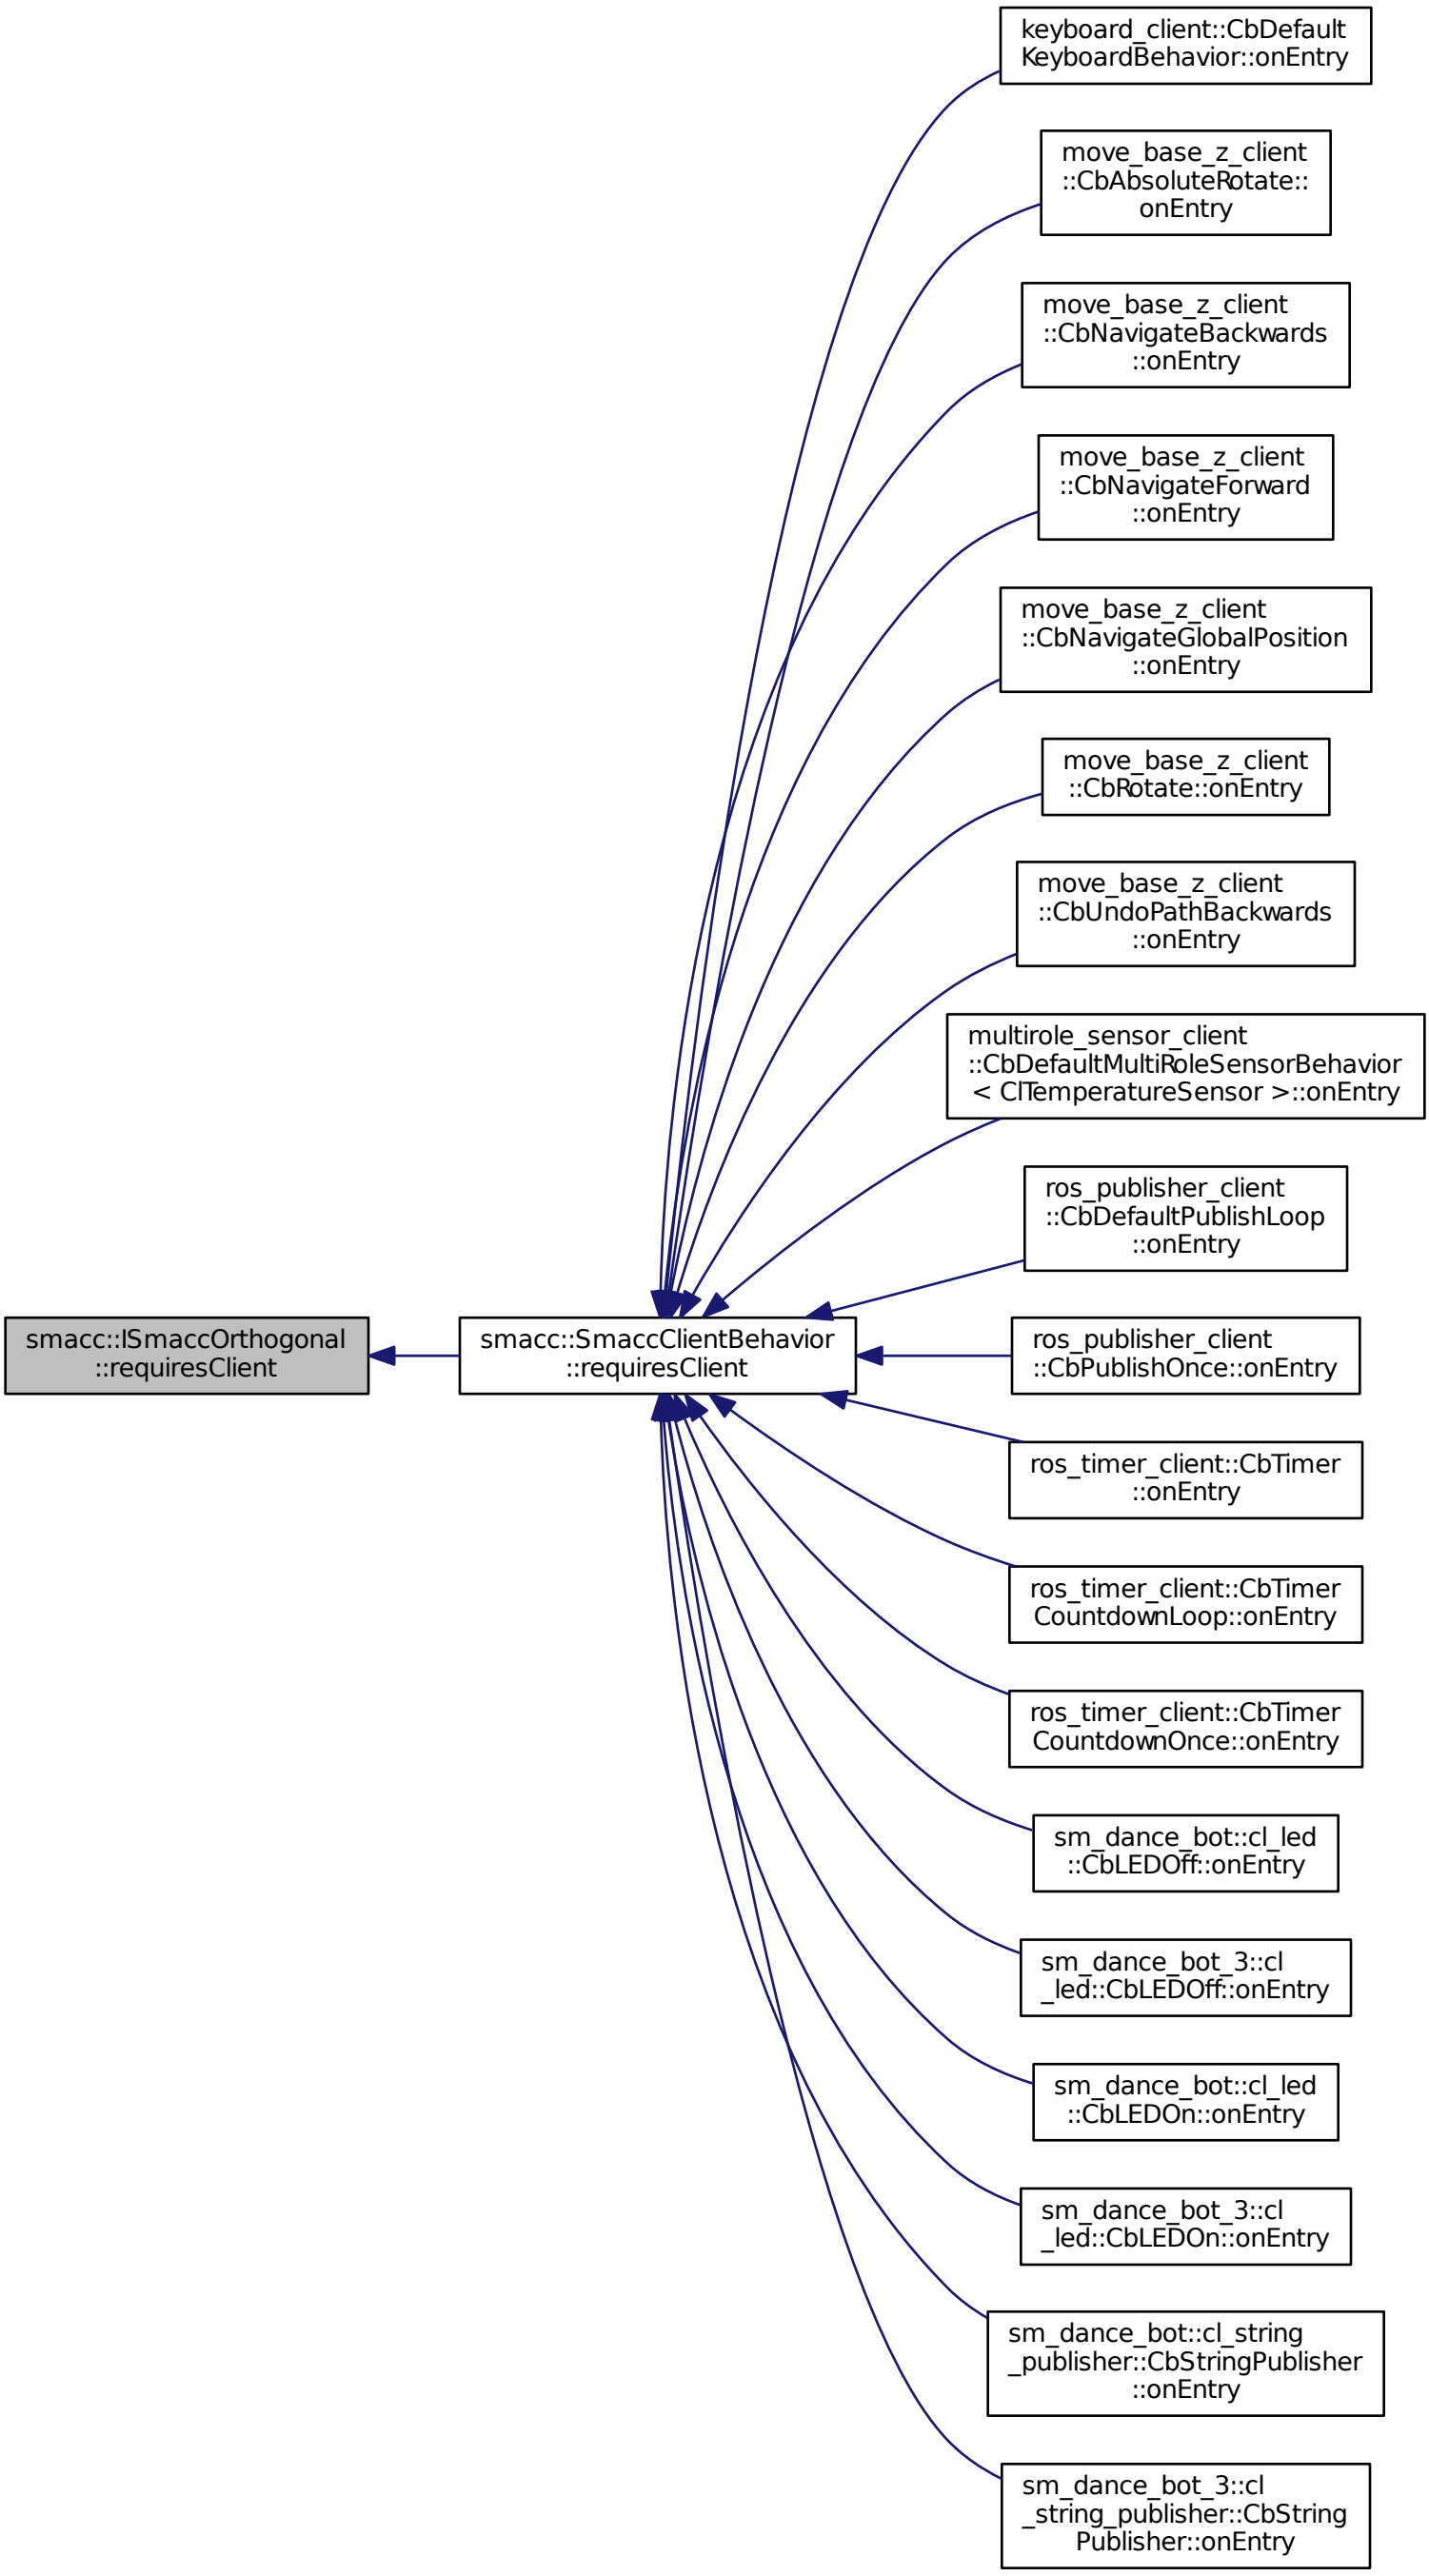 keyboard_client::CbDefault
KeyboardBehavior::onEntry
move_base_z_client
::CbAbsoluteRotate::
onEntry
move_base_z_client
::CbNavigateBackwards
::onEntry
move_base_z_client
::CbNavigateForward
::onEntry
move_base_z_client
::CbNavigateGlobalPosition
::onEntry
move_base_z_client
::CbRotate::onEntry
move_base_z_client
::CbUndoPathBackwards
::onEntry
multirole_sensor_client
::CbDefaultMultiRoleSensorBehavior
< ClTemperatureSensor >::onEntry
ros_publisher_client
::CbDefaultPublishLoop
::onEntry
smacc::ISmaccOrthogonal
::requiresClient
smacc::SmaccClientBehavior
::requiresClient
ros_publisher_client
::CbPublishOnce::onEntry
ros_timer_client::CbTimer
::onEntry
ros_timer_client::CbTimer
CountdownLoop::onEntry
ros_timer_client::CbTimer
CountdownOnce::onEntry
sm_dance_bot::cl_led
::CbLEDOff::onEntry
sm_dance_bot_3::cl
_led::CbLEDOff::onEntry
sm_dance_bot::cl_led
::CbLEDOn::onEntry
sm_dance_bot_3::cl
_led::CbLEDOn::onEntry
sm_dance_bot::cl_string
_publisher::CbStringPublisher
::onEntry
sm_dance_bot_3::cl
_string_publisher::CbString
Publisher::onEntry